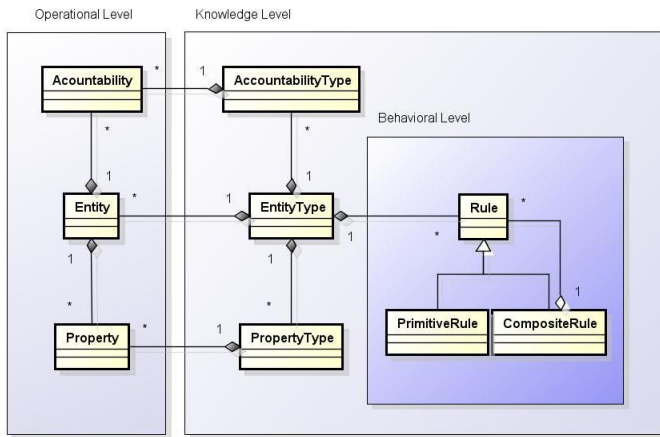 Operational Level
Knowledge Level
Acountability
*
1
AccountabilityType
*
*
Behavioral Level
1
1
Entity
*
1
EntityType
1
*
Rule
*
1
1
1
*
*
*
1
PrimitiveRule
CompositeRule
Property
PropertyType